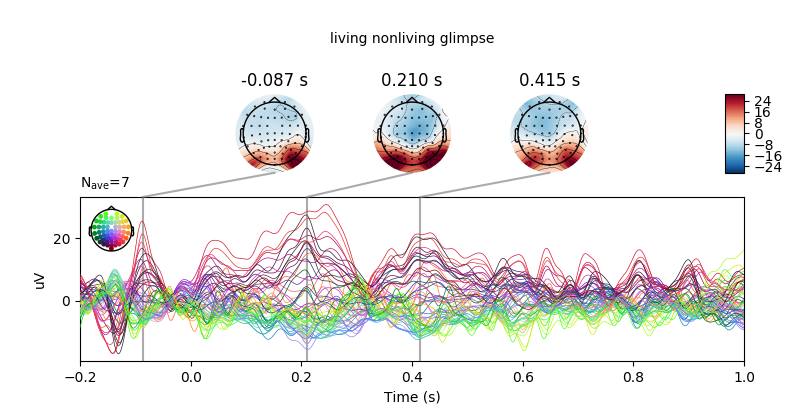 living nonliving glimpse
-0.087 s 0.210 s 0.415 s
24
16
8
0
−8
−16
−24
Nave=7
20
0
uV
−0.2 0.0 0.2 0.4 0.6 0.8 1.0
Time (s)